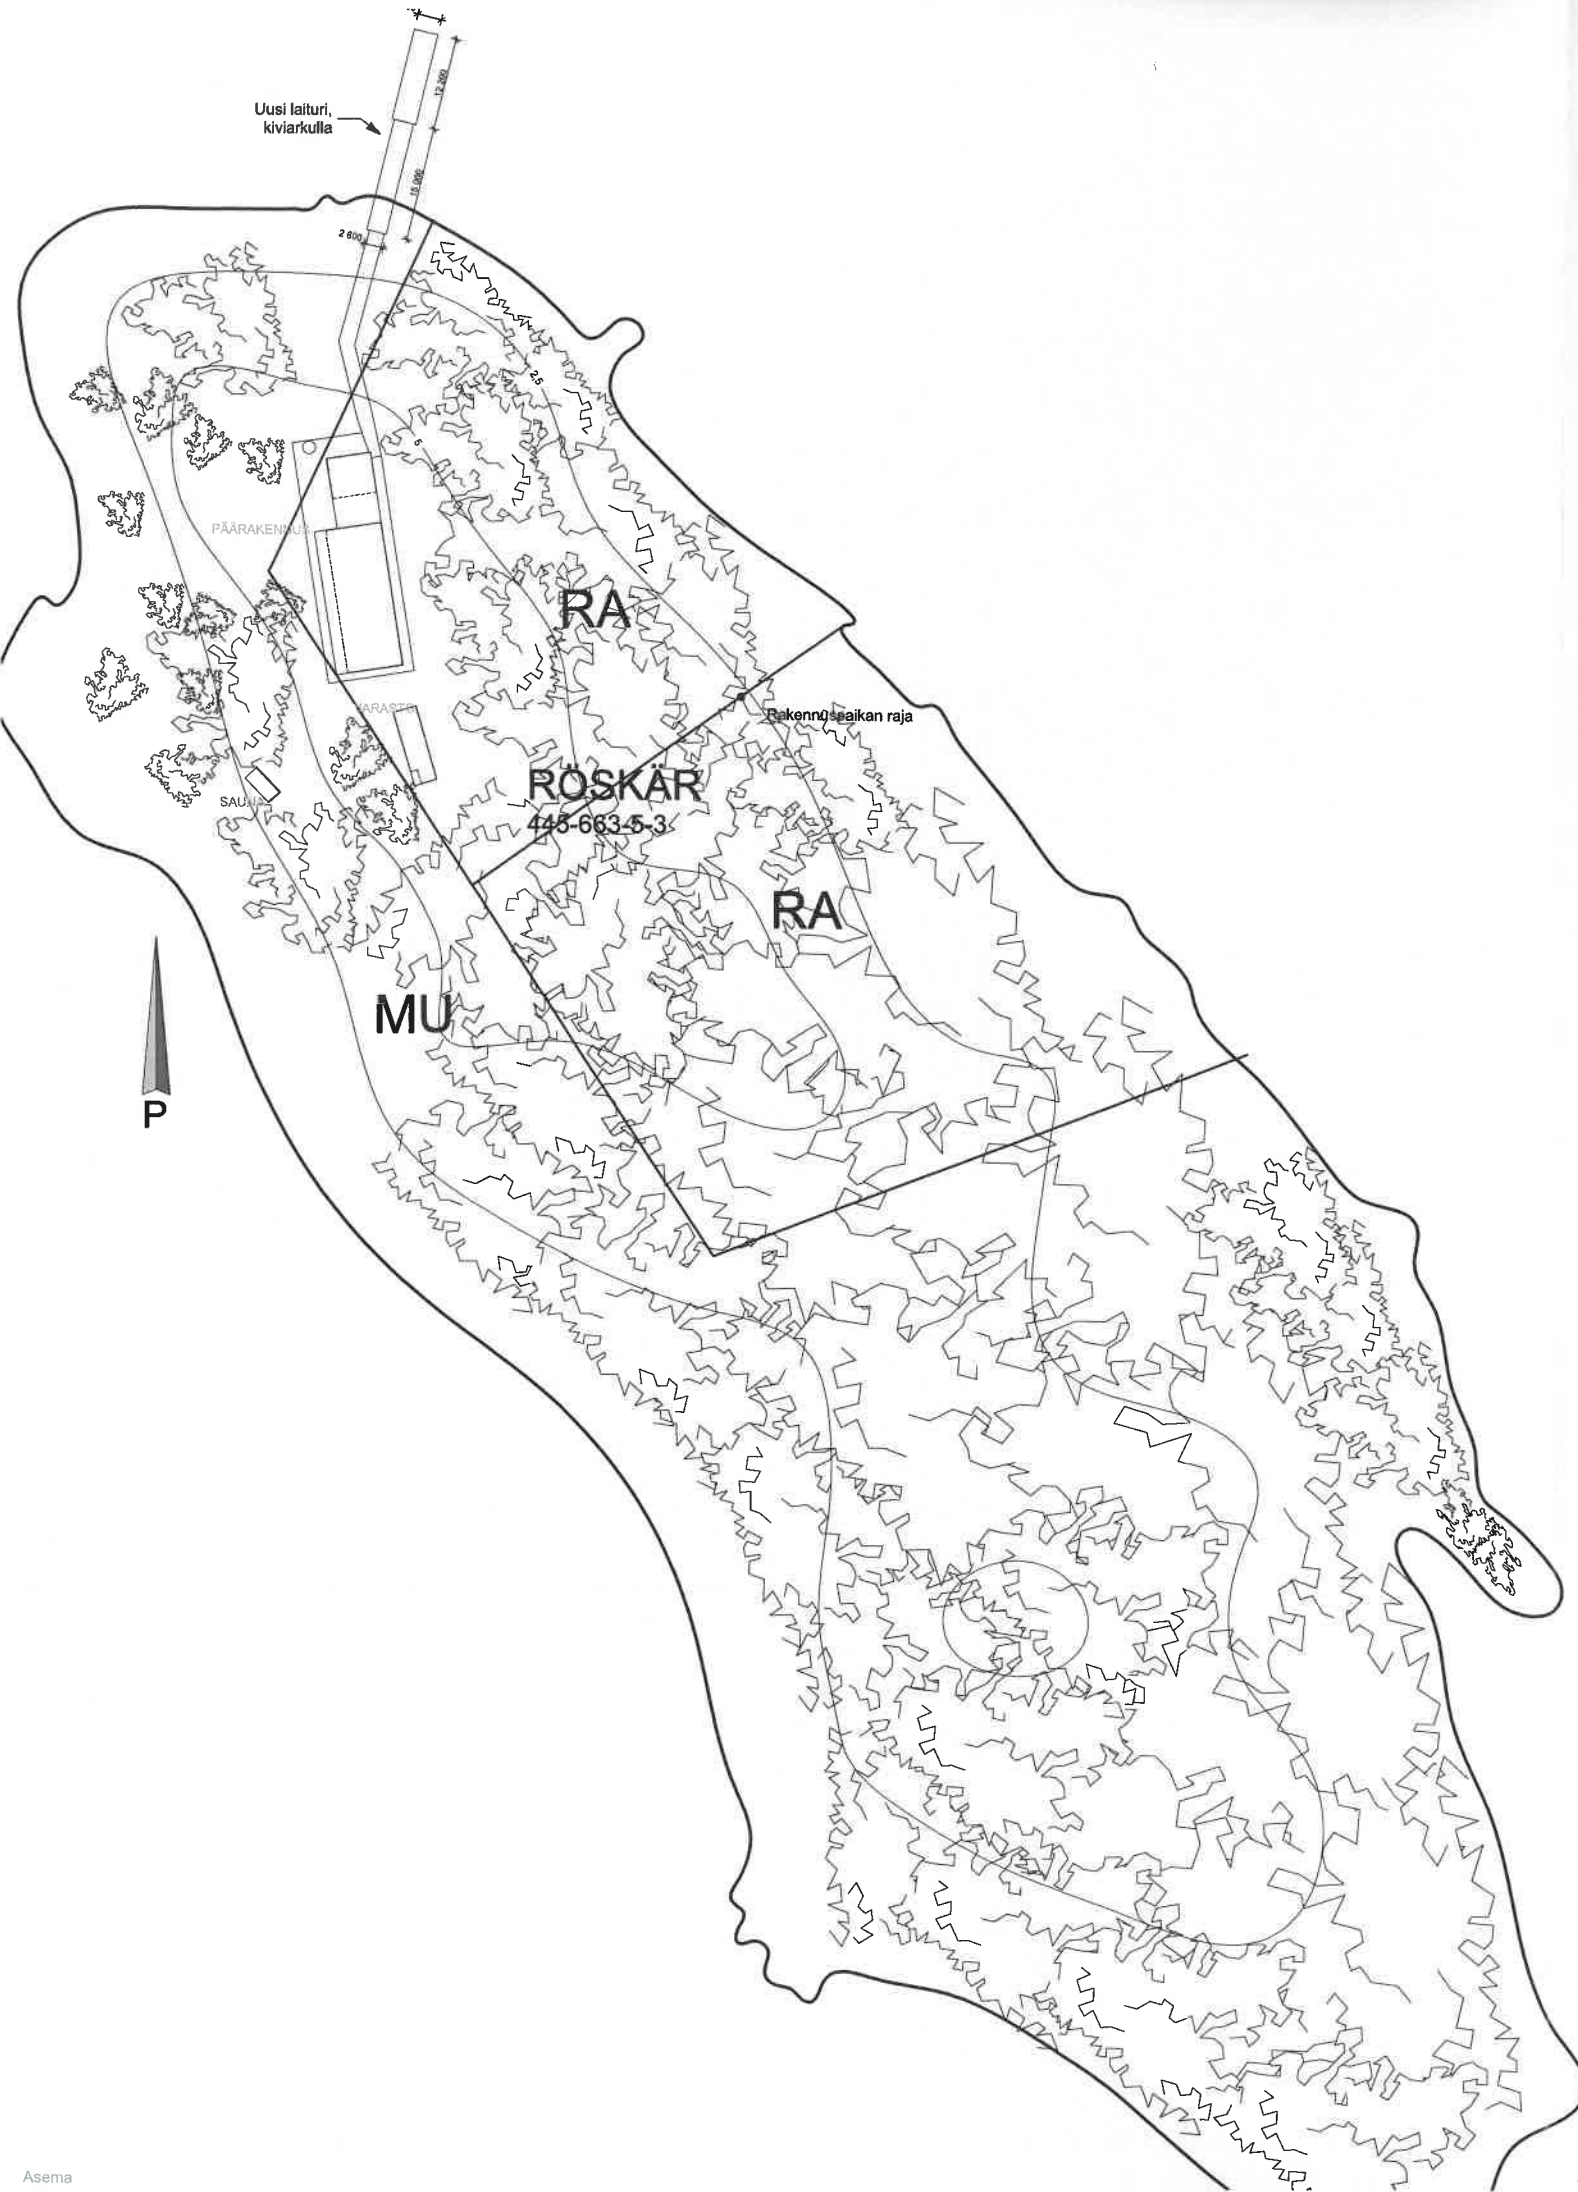 12 200
Uusi laituri,
kiviarkulla
15 000
2 600
2,5
5
PÄÄRAKENNUS
RA
VARASTO
Rakennuspaikan raja
RÖSKÄR
SAUNA
445-663-5-3
RA
MU
P
Asema